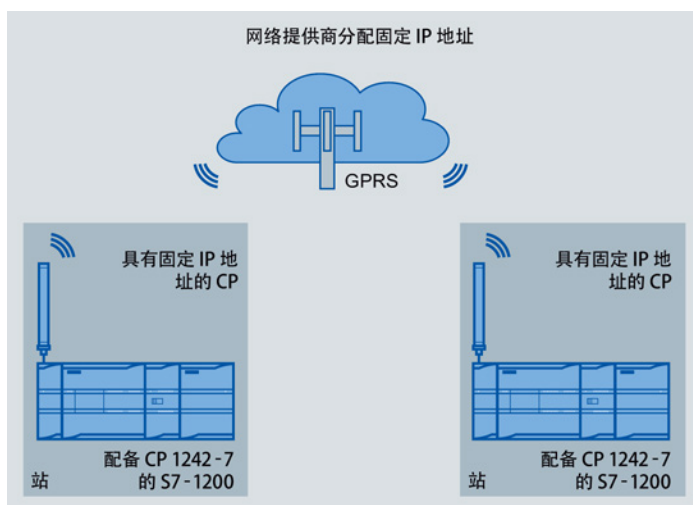 网络提供商分配固定 IP 地址
GPRS
具有固定 IP 地
址的 CP
配备 CP 1242-7
站 的 S7-1200
具有固定 IP 地
址的 CP
配备 CP 1242-7
站 的 S7-1200